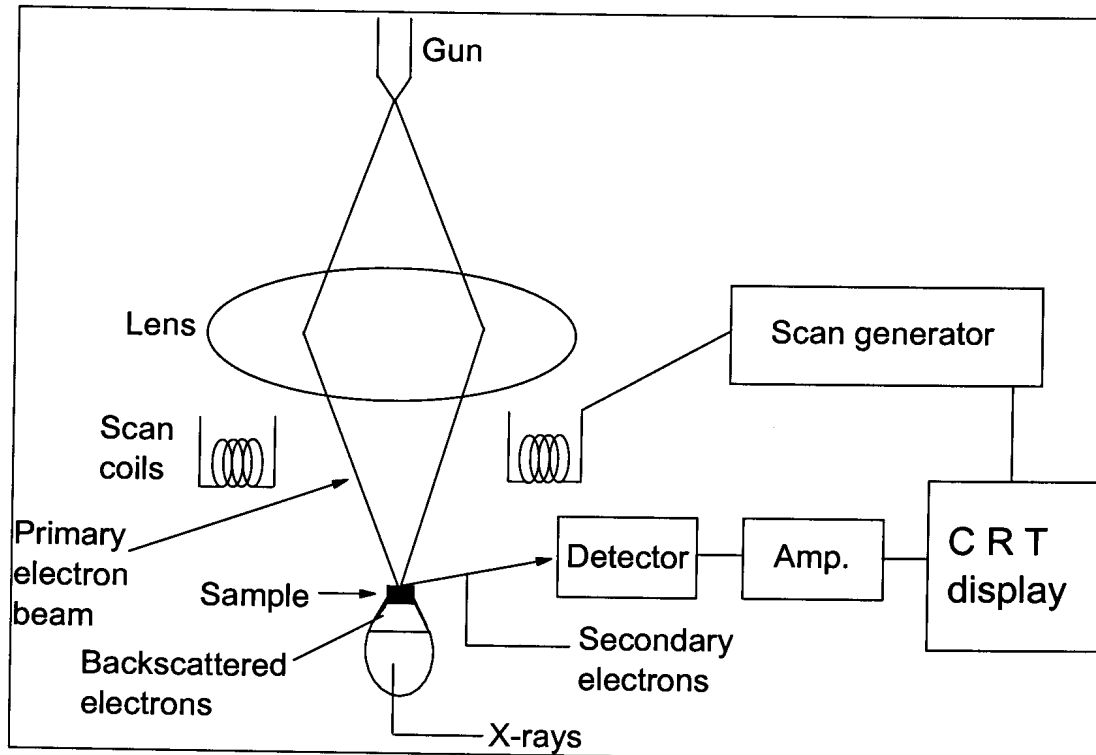 Gun
Lens
Scan generator
Scan
coils
Primary
electron
beam
Detector
Amp.
C R T
display
Sample
Backscattered
electrons
Secondary
electrons
X-rays